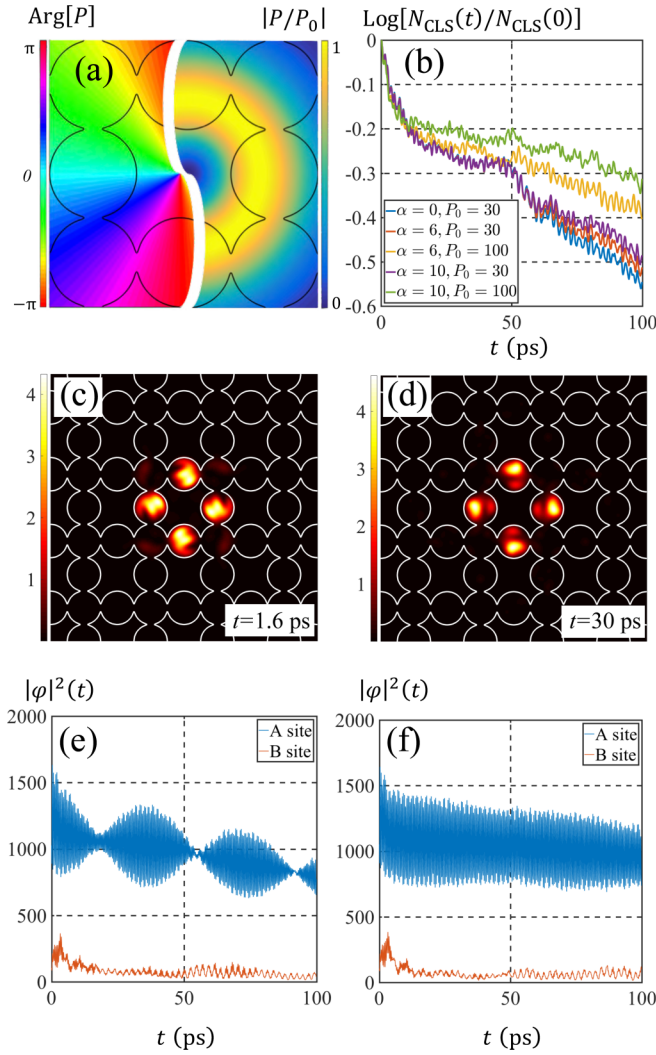 Arg[P] |P/P₀| Log[N_CLS(t)/N_CLS(0)]
π
0
−π
(a)
1
0
(b)
0
-0.1
-0.2
-0.3
-0.4
-0.5
-0.6
α = 0, P₀ = 30
α = 6, P₀ = 30
α = 6, P₀ = 100
α = 10, P₀ = 30
α = 10, P₀ = 100
0 50 100
t (ps)
(c)
4
3
2
1
t=1.6 ps
(d)
4
3
2
1
t=30 ps
|φ|²(t)
(e)
2000
1500
1000
500
0
A site
B site
0 50 100
t (ps)
|φ|²(t)
(f)
2000
1500
1000
500
0
A site
B site
0 50 100
t (ps)